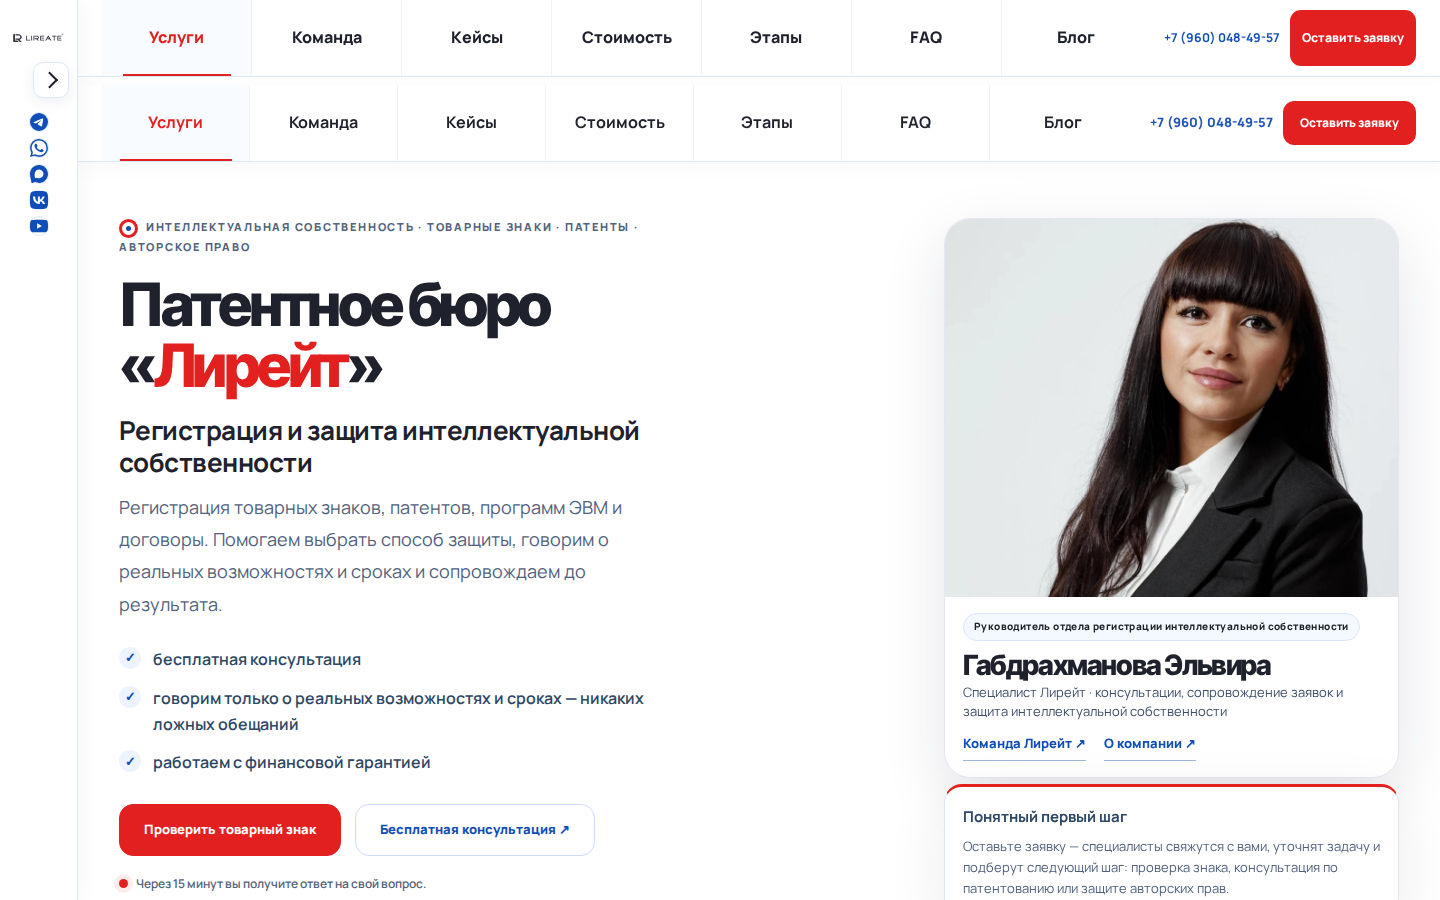 LIREATE
Услуги Команда Кейсы Стоимость Этапы FAQ Блог +7 (960) 048-49-57 Оставить заявку
Услуги Команда Кейсы Стоимость Этапы FAQ Блог +7 (960) 048-49-57 Оставить заявку
ИНТЕЛЛЕКТУАЛЬНАЯ СОБСТВЕННОСТЬ · ТОВАРНЫЕ ЗНАКИ · ПАТЕНТЫ ·
АВТОРСКОЕ ПРАВО
Патентное бюро
«Лирейт»
Регистрация и защита интеллектуальной
собственности
Регистрация товарных знаков, патентов, программ ЭВМ и
договоры. Помогаем выбрать способ защиты, говорим о
реальных возможностях и сроках и сопровождаем до
результата.
✓ бесплатная консультация
✓ говорим только о реальных возможностях и сроках — никаких
ложных обещаний
✓ работаем с финансовой гарантией
Проверить товарный знак Бесплатная консультация ↗
Через 15 минут вы получите ответ на свой вопрос.
Руководитель отдела регистрации интеллектуальной собственности
Габдрахманова Эльвира
Специалист Лирейт · консультации, сопровождение заявок и
защита интеллектуальной собственности
Команда Лирейт ↗ О компании ↗
Понятный первый шаг
Оставьте заявку — специалисты свяжутся с вами, уточнят задачу и
подберут следующий шаг: проверка знака, консультация по
патентованию или защите авторских прав.